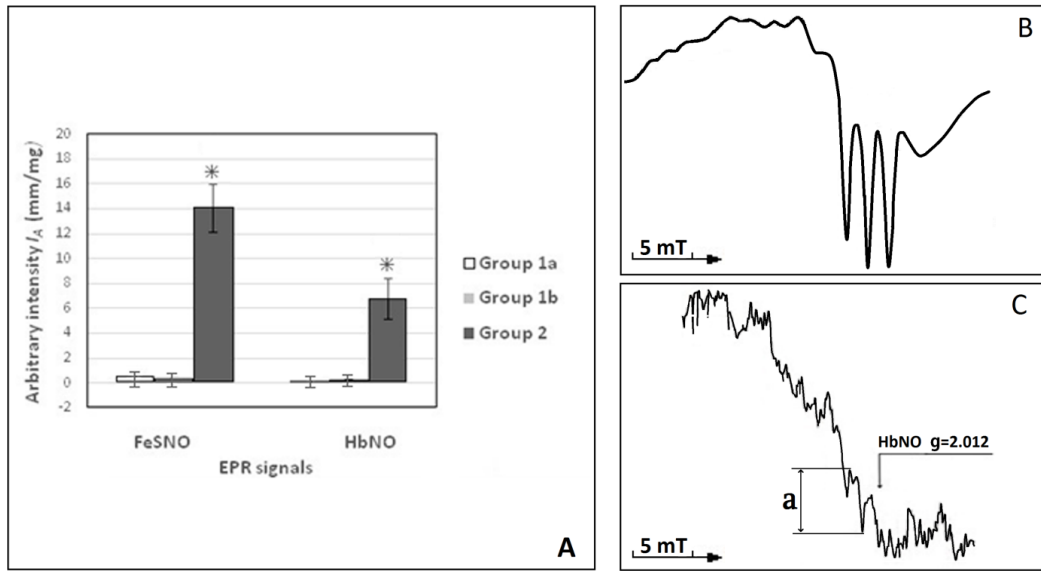 20
18
16
14
12
10
8
6
4
2
0
-2
Arbitrary intensity I_A (mm/mg)
*
*
FeSNO
HbNO
EPR signals
Group 1a
Group 1b
Group 2
A
B
5 mT
C
HbNO g=2.012
a
5 mT